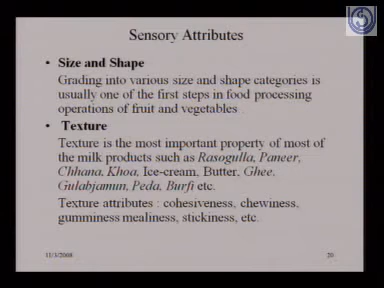 Sensory Attributes
• Size and Shape
Grading into various size and shape categories is
usually one of the first steps in food processing
operations of fruit and vegetables
• Texture
Texture is the most important property of most of
the milk products such as Rasogulla, Paneer,
Chhana, Khoa, Ice-cream, Butter, Ghee,
Gulabjamun, Peda, Burfi etc.
Texture attributes : cohesiveness, chewiness,
gumminess mealiness, stickiness, etc.
11/3/2008 20